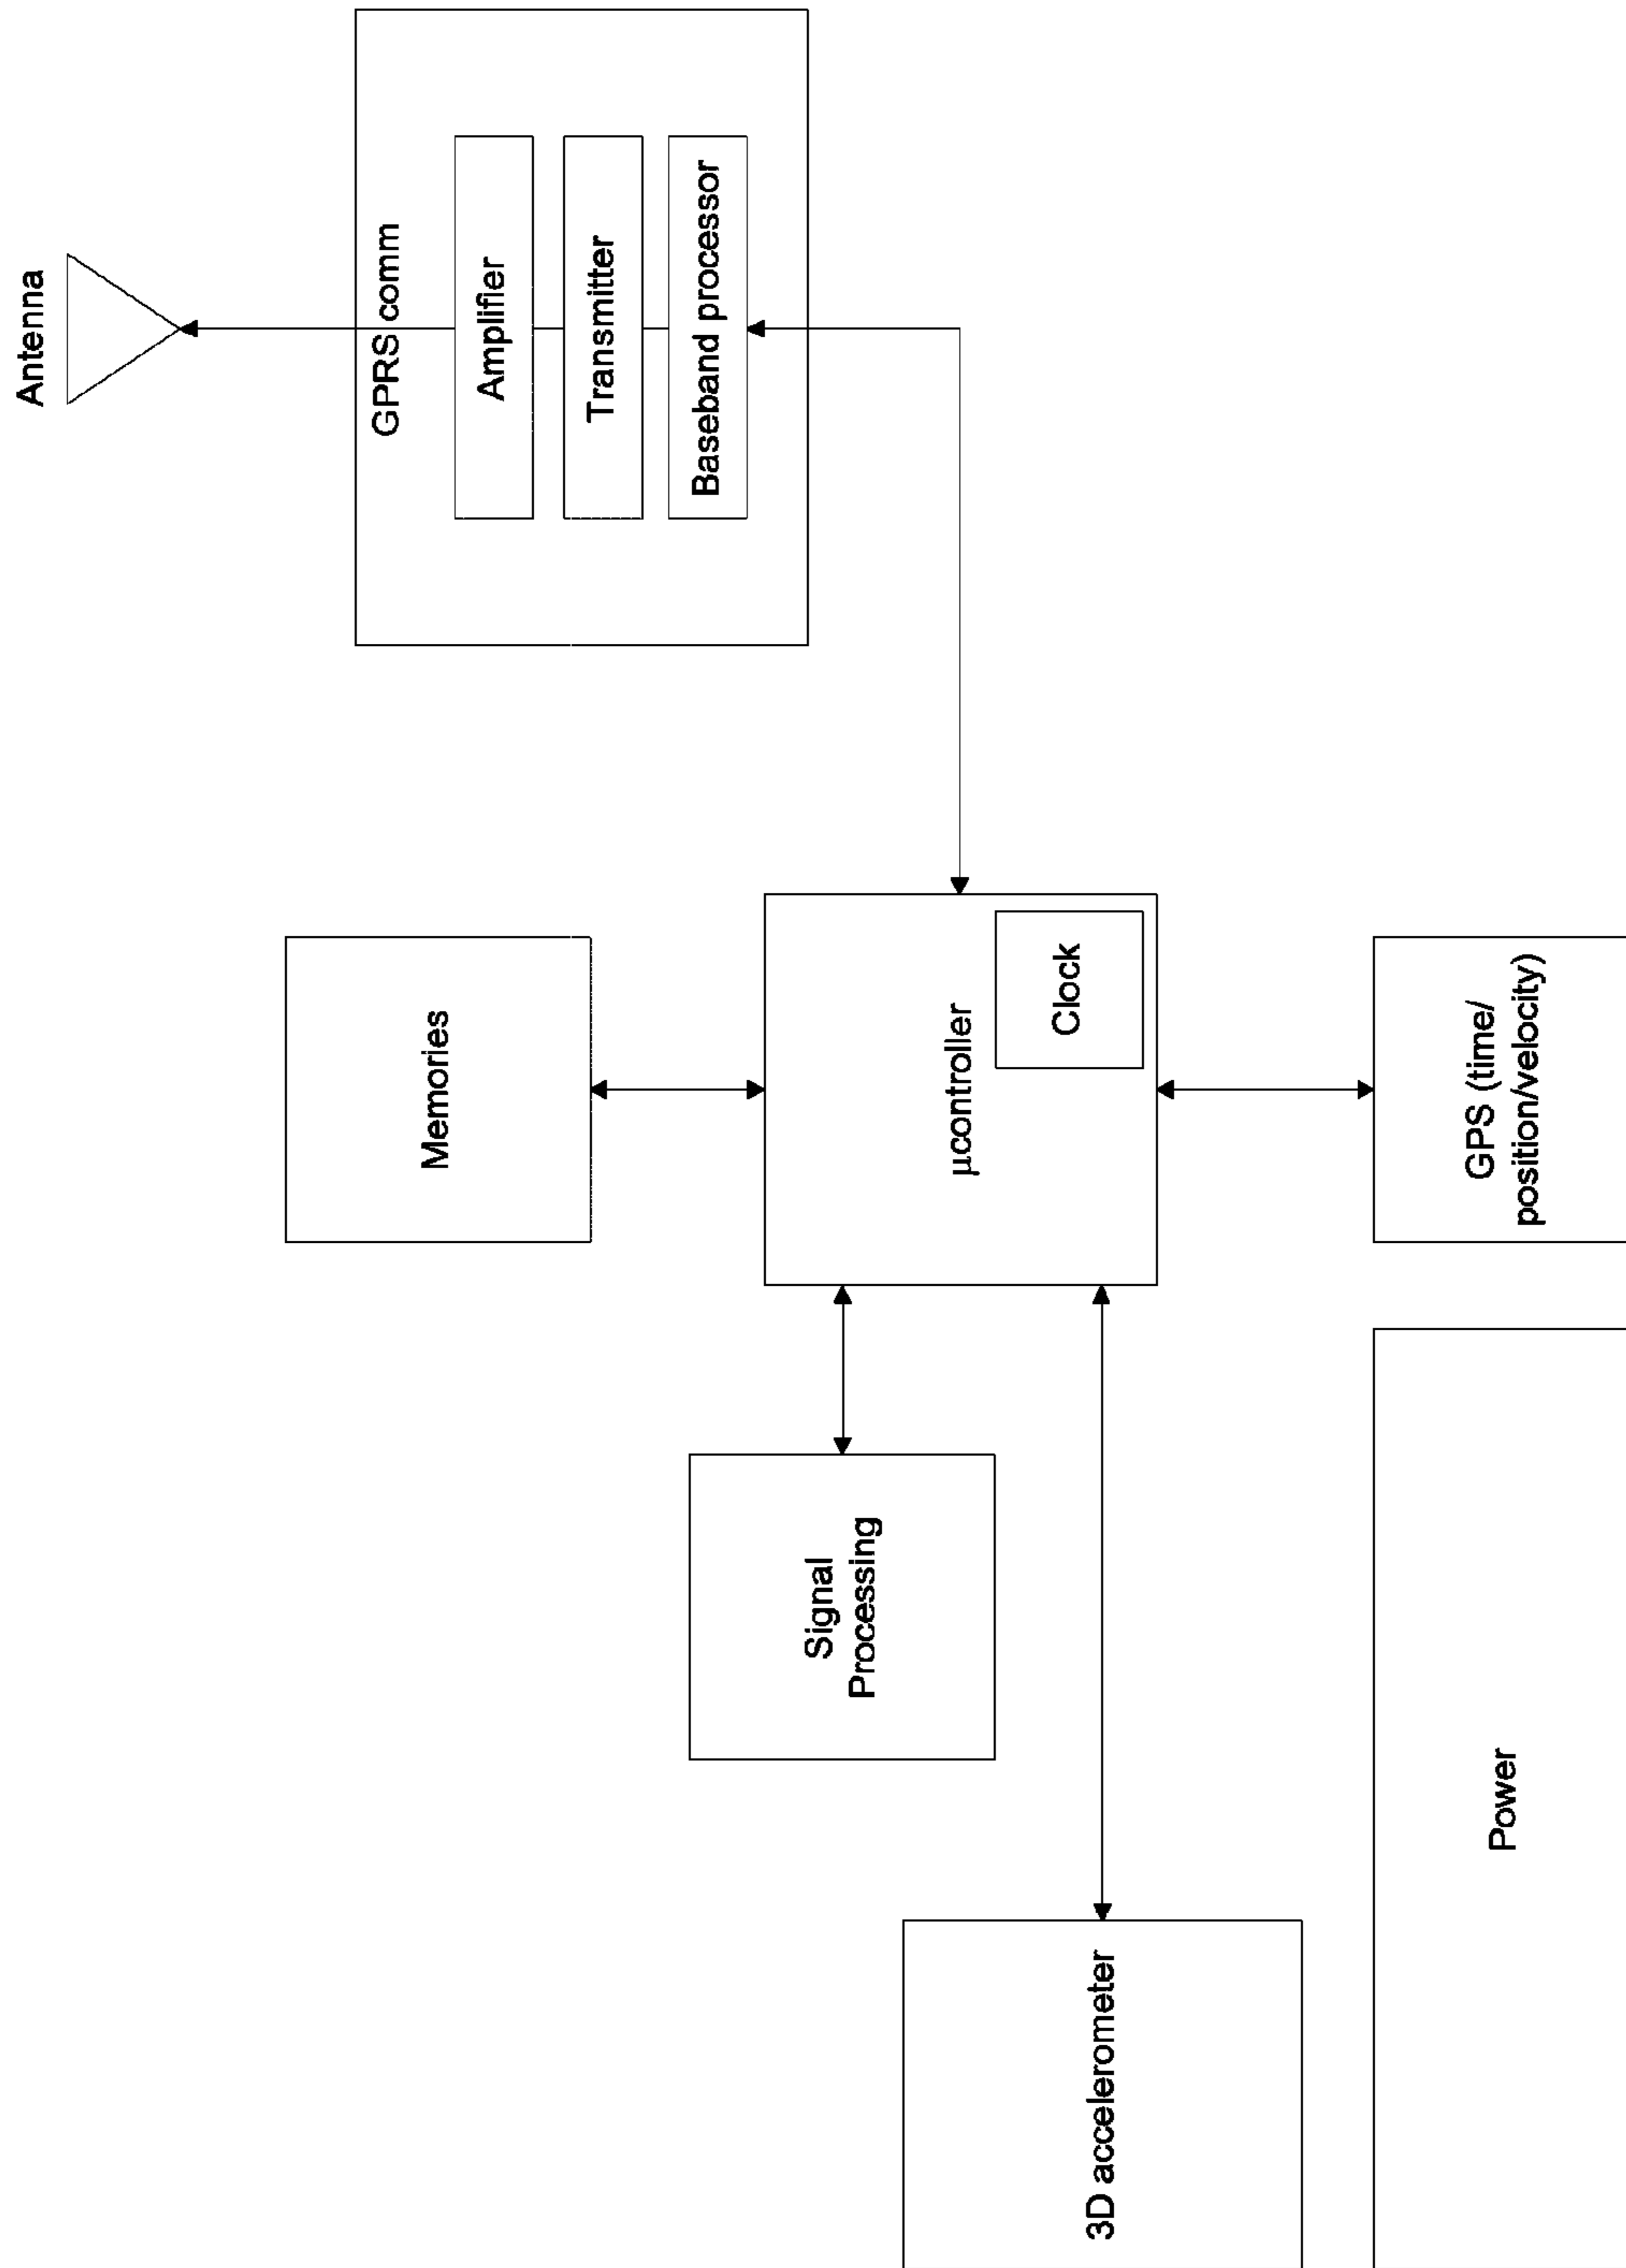 Antenna
GPRS comm
Amplifier
Transmitter
Baseband processor
Memories
µcontroller
Clock
Signal
Processing
3D accelerometer
GPS (time/
position/velocity)
Power